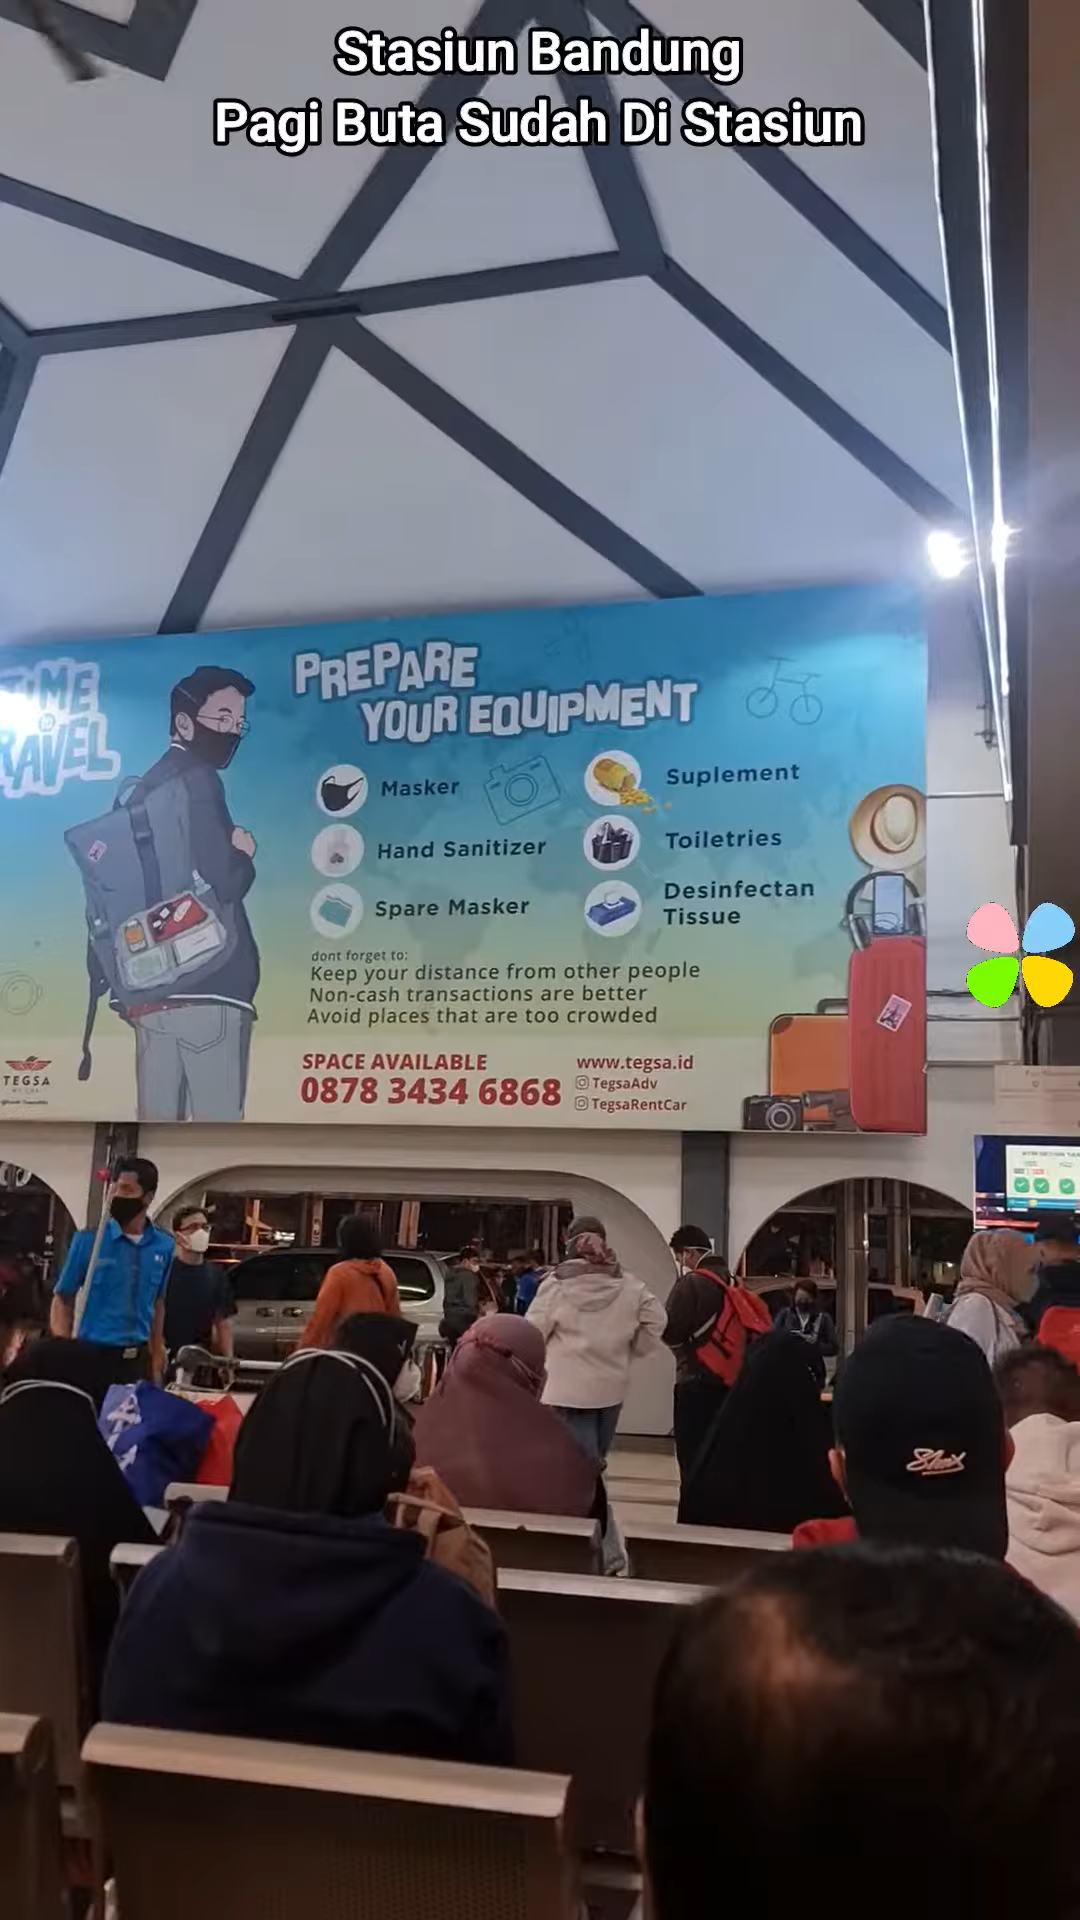 Stasiun Bandung
Pagi Buta Sudah Di Stasiun
PREPARE
YOUR EQUIPMENT
Masker
Suplement
Hand Sanitizer
Toiletries
Spare Masker
Desinfectan
Tissue
dont forget to:
Keep your distance from other people
Non-cash transactions are better
Avoid places that are too crowded
SPACE AVAILABLE
0878 3434 6868
www.tegsa.id
TegsaAdv
TegsaRentCar
TEGSA